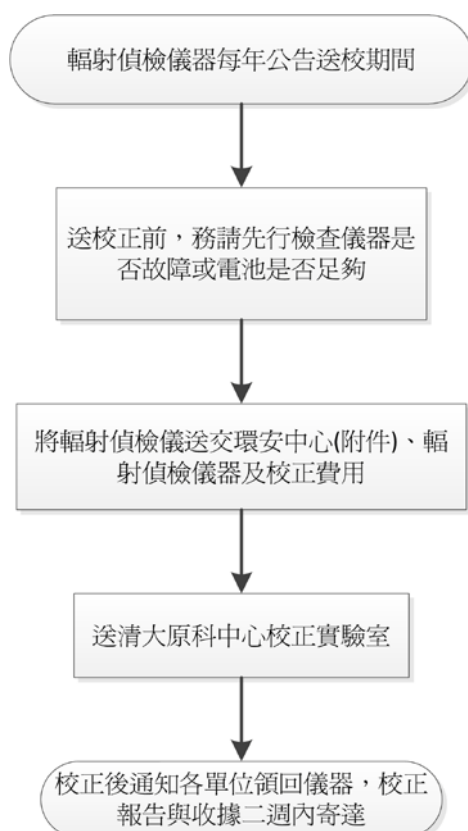 輻射偵檢儀器每年公告送校期間
送校正前，務請先行檢查儀器是
否故障或電池是否足夠
將輻射偵檢儀送交環安中心(附件)、輻
射偵檢儀器及校正費用
送清大原科中心校正實驗室
校正後通知各單位領回儀器，校正
報告與收據二週內寄達